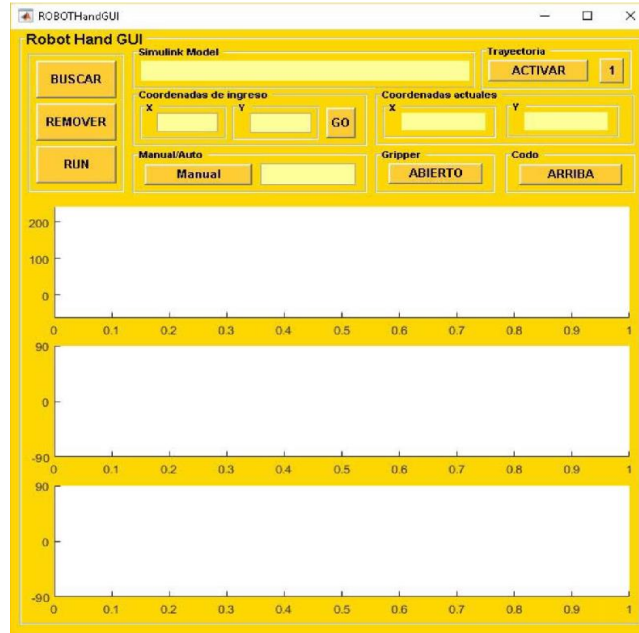 ROBOTHandGUI
Robot Hand GUI
Simulink Model
Trayectoria
BUSCAR
ACTIVAR
1
Coordenadas de ingreso
Coordenadas actuales
X
Y
X
Y
REMOVER
GO
Manual/Auto
Gripper
Codo
RUN
Manual
ABIERTO
ARRIBA
200
100
0
0 0.1 0.2 0.3 0.4 0.5 0.6 0.7 0.8 0.9 1
90
0
-90
0 0.1 0.2 0.3 0.4 0.5 0.6 0.7 0.8 0.9 1
90
0
-90
0 0.1 0.2 0.3 0.4 0.5 0.6 0.7 0.8 0.9 1